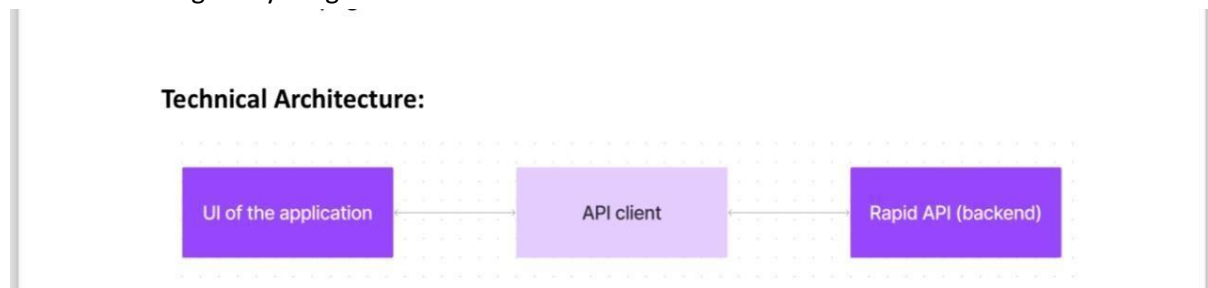 Technical Architecture:
UI of the application
API client
Rapid API (backend)